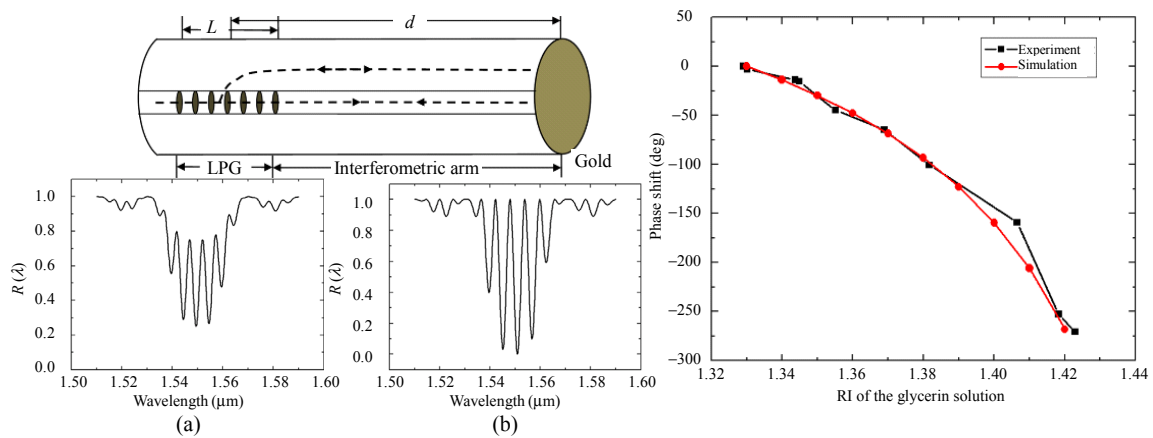 L
d
LPG
Interferometric arm
Gold
1.0
0.8
0.6
0.4
0.2
0.0
R (λ)
1.50
1.52
1.54
1.56
1.58
1.60
Wavelength (μm)
(a)
1.0
0.8
0.6
0.4
0.2
0.0
R (λ)
1.50
1.52
1.54
1.56
1.58
1.60
Wavelength (μm)
(b)
50
0
−50
−100
−150
−200
−250
−300
Phase shift (deg)
Experiment
Simulation
1.32
1.34
1.36
1.38
1.40
1.42
1.44
RI of the glycerin solution